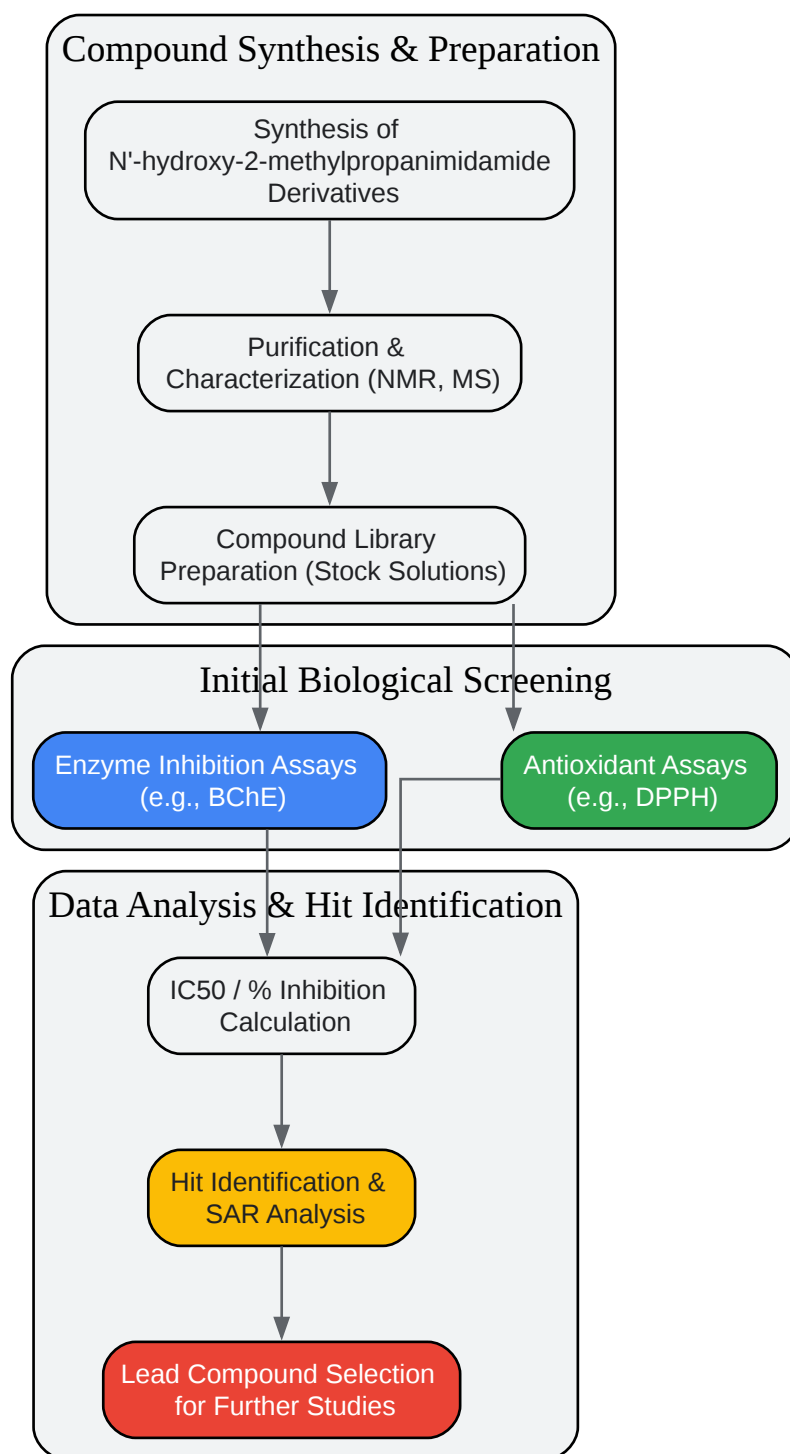 Compound Synthesis & Preparation
Synthesis of
N'-hydroxy-2-methylpropanimidamide
Derivatives
Purification &
Characterization (NMR, MS)
Compound Library
Preparation (Stock Solutions)
Initial Biological Screening
Enzyme Inhibition Assays
(e.g., BChE)
Antioxidant Assays
(e.g., DPPH)
Data Analysis & Hit Identification
IC50 / % Inhibition
Calculation
Hit Identification &
SAR Analysis
Lead Compound Selection
for Further Studies